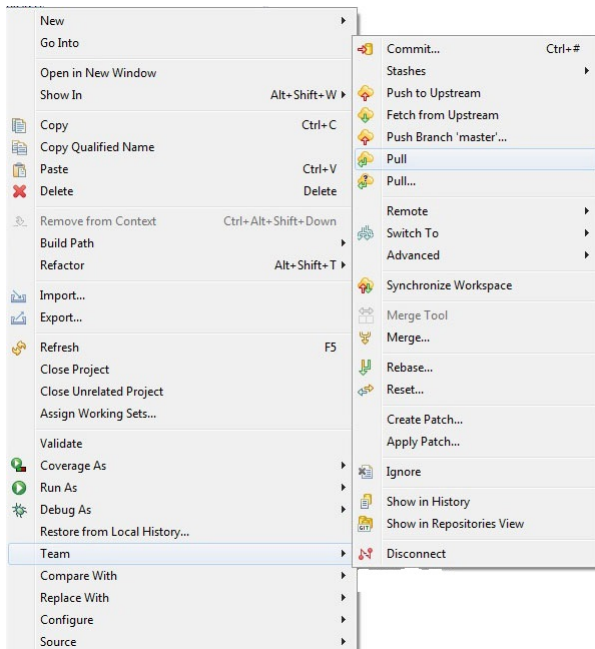 New
Go Into
Open in New Window
Show In Alt+Shift+W
Copy Ctrl+C
Copy Qualified Name
Paste Ctrl+V
Delete Delete
Remove from Context Ctrl+Alt+Shift+Down
Build Path
Refactor Alt+Shift+T
Import...
Export...
Refresh F5
Close Project
Close Unrelated Project
Assign Working Sets...
Validate
Coverage As
Run As
Debug As
Restore from Local History...
Team
Compare With
Replace With
Configure
Source
Commit... Ctrl+#
Stashes
Push to Upstream
Fetch from Upstream
Push Branch 'master'...
Pull
Pull...
Remote
Switch To
Advanced
Synchronize Workspace
Merge Tool
Merge...
Rebase...
Reset...
Create Patch...
Apply Patch...
Ignore
Show in History
Show in Repositories View
Disconnect